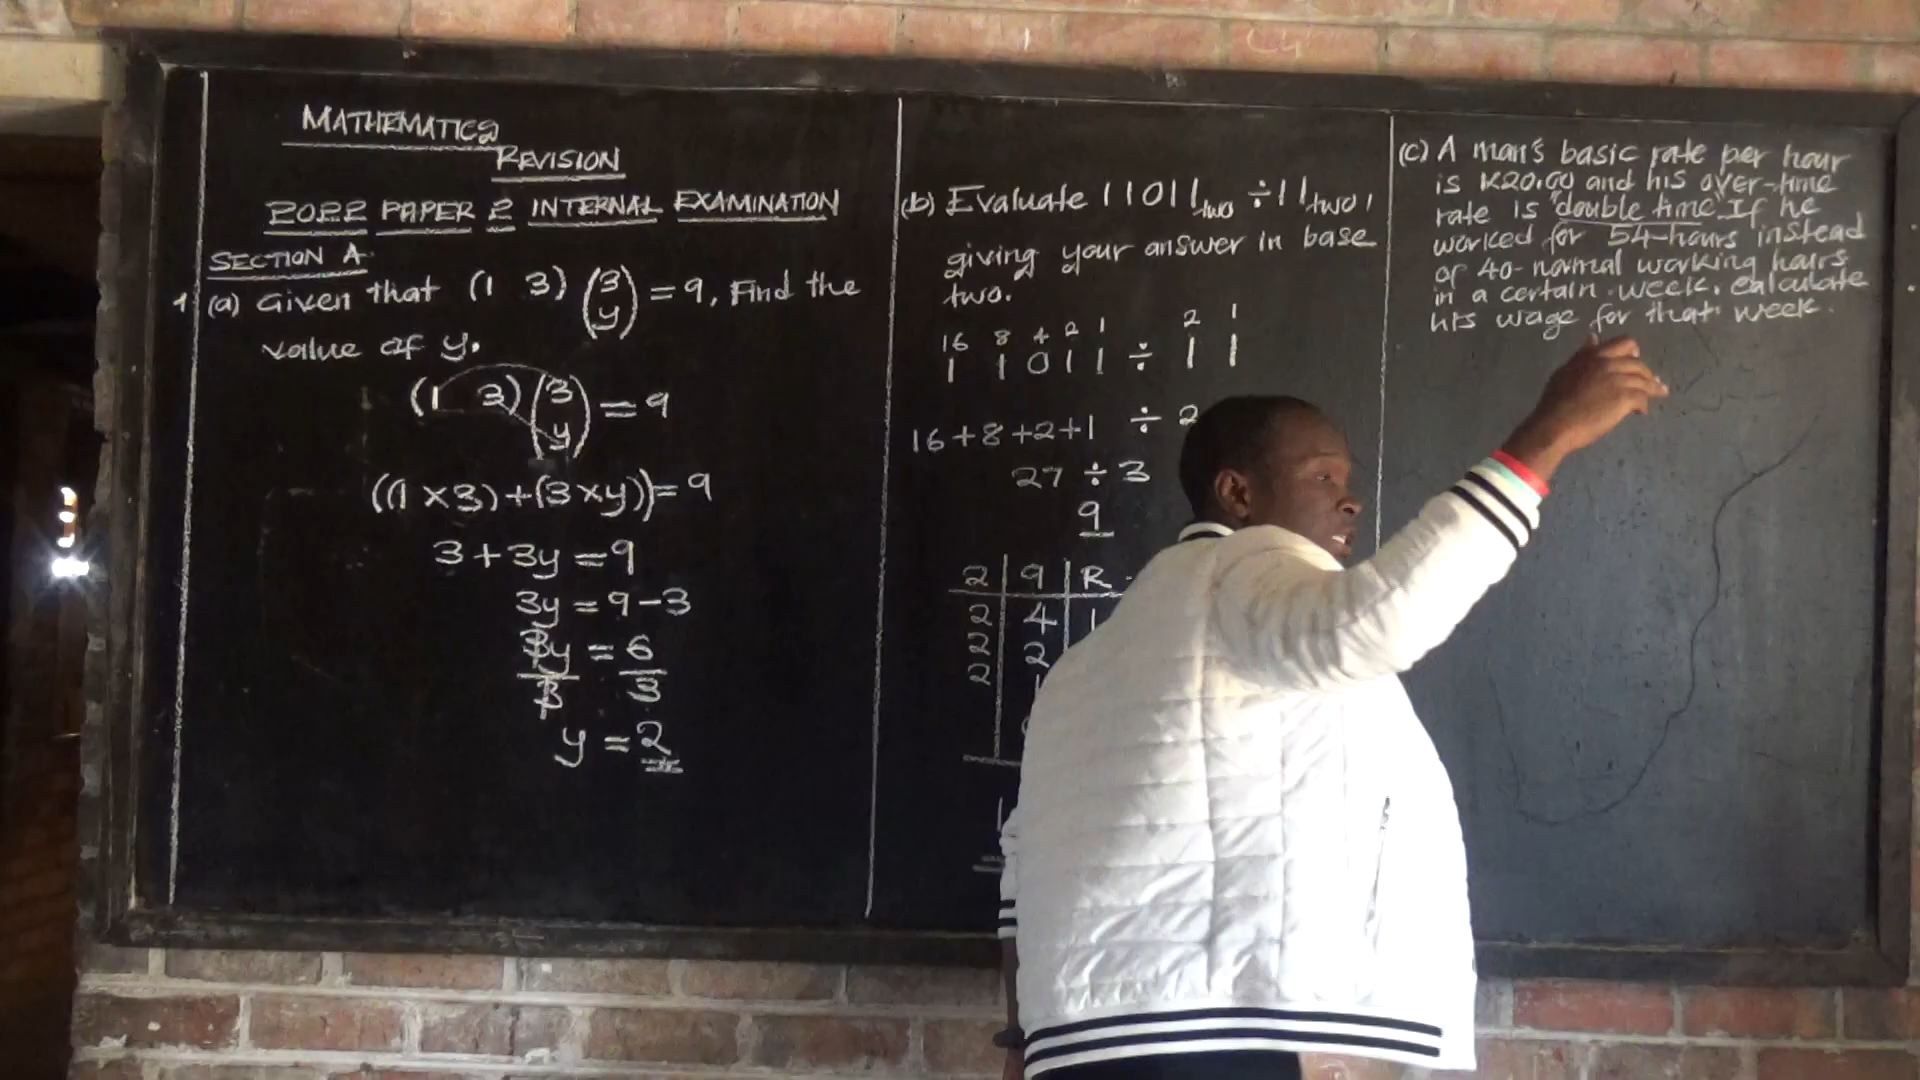 MATHEMATICS
REVISION
2022 PAPER 2 INTERNAL EXAMINATION
SECTION A
1 (a) Given that (1 3) (3 y) = 9, Find the
value of y.
(1 3) (3 y) = 9
((1 × 3) + (3 × y)) = 9
3 + 3y = 9
3y = 9 - 3
3y = 6
3 3
y = 2
(b) Evaluate 11011two ÷ 11two,
giving your answer in base
two.
16 8 4 2 1 2 1
1 1 0 1 1 ÷ 1 1
16 + 8 + 2 + 1 ÷ 2
27 ÷ 3
9
2 9 R
2 4 1
2 2
2 1
(c) A man's basic rate per hour
is K20.00 and his over-time
rate is "double time". If he
worked for 54-hours instead
of 40-normal working hours
in a certain week. Calculate
his wage for that week.